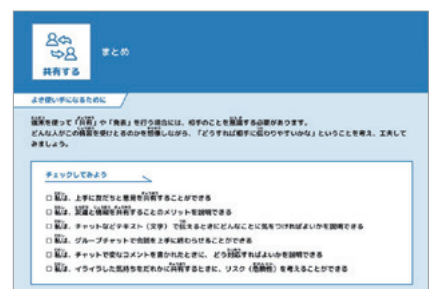 共有する
まとめ
よき使い手になるために
端末を使って「共有」や「発表」を行う場合には、相手のことを意識する必要があります。
どんな人がこの情報を受けとるのかを想像しながら、「どうすれば相手に伝わりやすいかな」ということを考え、工夫して
みましょう。
チェックしてみよう
□ 私は、上手に友だちと意見を共有することができる
□ 私は、友達と情報を共有することのメリットを説明できる
□ 私は、チャットなどテキスト（文字）で伝えるときにどんなことに気をつければよいかを説明できる
□ 私は、グループチャットで会話を上手に終わらせることができる
□ 私は、チャットで変なコメントを書かれたときに、どう対応すればよいかを説明できる
□ 私は、イライラした気持ちをだれかに共有するときに、リスク（危険性）を考えることができる